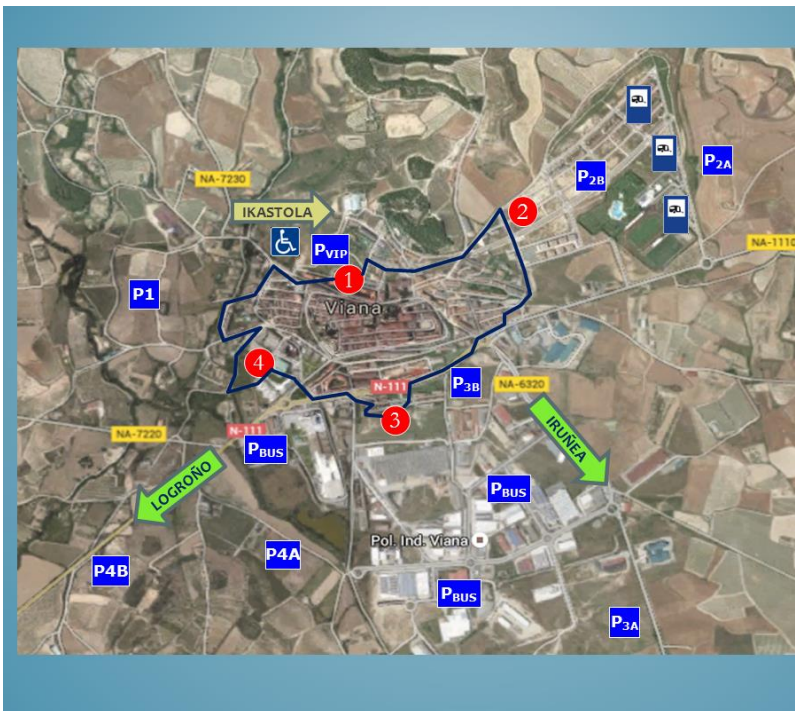 P2A
P2B
NA-7230
IKASTOLA
2
PVIP
NA-1110
1
P1
Viana
4
N-111
P3B
NA-6320
3
NA-7220
N-111
PBUS
IRUÑEA
LOGROÑO
PBUS
Pol. Ind. Viana
P4A
P4B
PBUS
P3A